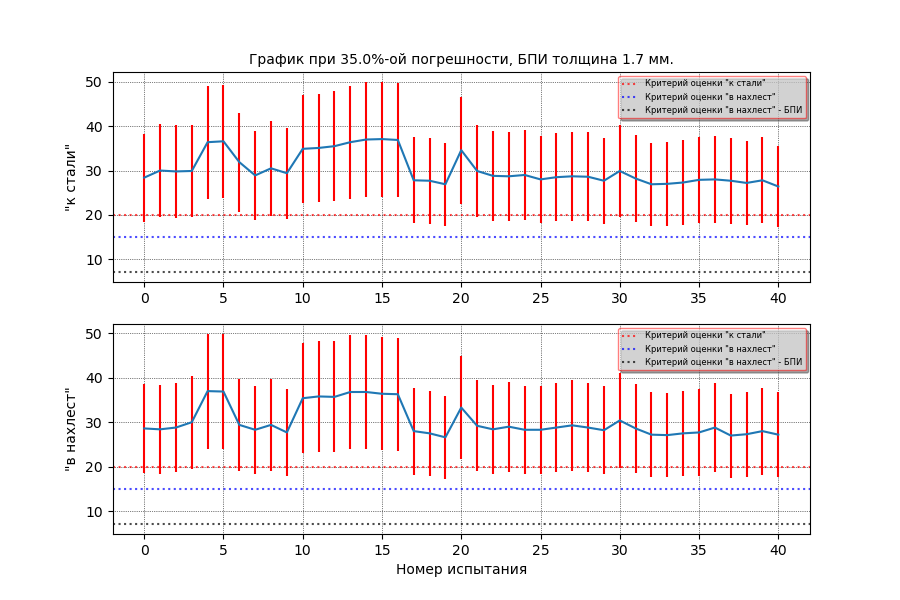 График при 35.0%-ой погрешности, БПИ толщина 1.7 мм.
Критерий оценки "к стали"
Критерий оценки "в нахлест"
Критерий оценки "в нахлест" - БПИ
"к стали"
50
40
30
20
10
0 5 10 15 20 25 30 35 40
Критерий оценки "к стали"
Критерий оценки "в нахлест"
Критерий оценки "в нахлест" - БПИ
"в нахлест"
50
40
30
20
10
0 5 10 15 20 25 30 35 40
Номер испытания